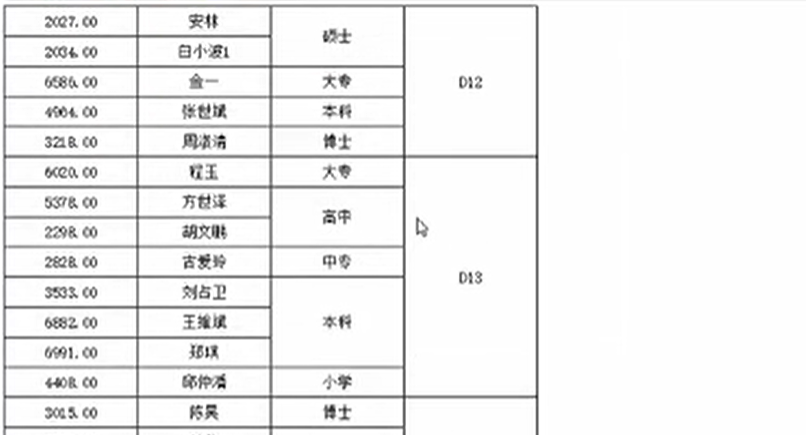 2027.00 安林 硕士 D12
2034.00 白小波1
6586.00 金一 大专
4964.00 张世斌 本科
3218.00 周浓清 博士
6020.00 程玉 大专 D13
5378.00 方世泽 高中
2298.00 胡文鹏
2828.00 古爱玲 中专
3533.00 刘占卫 本科
6882.00 王维斌
6991.00 郑琪
4408.00 邱仲潘 小学
3015.00 陈昊 博士